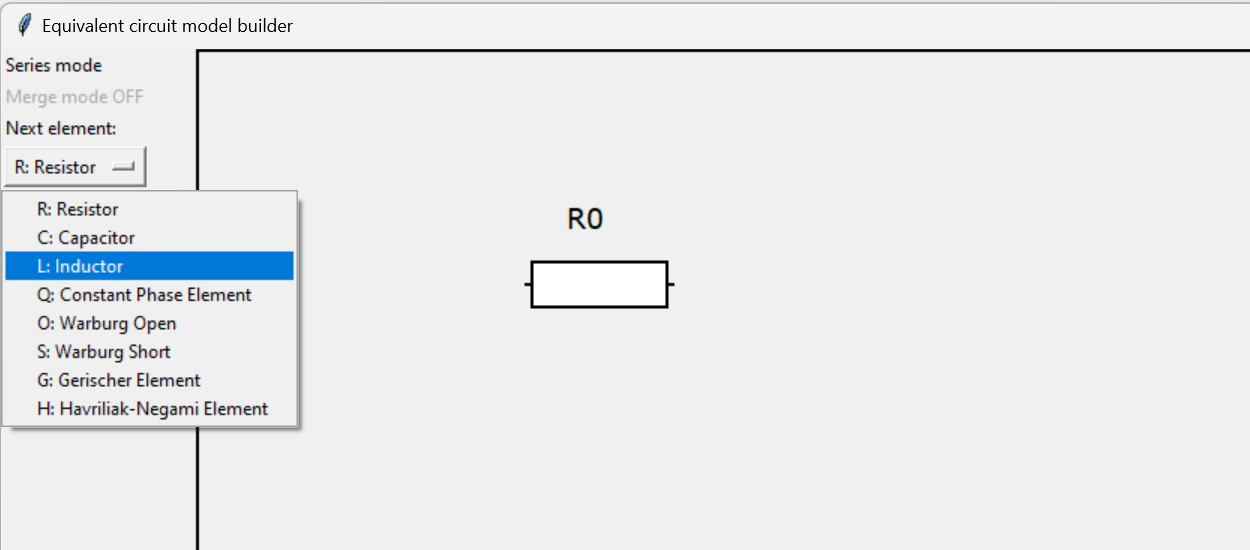 Equivalent circuit model builder
Series mode
Merge mode OFF
Next element:
R: Resistor
R: Resistor
C: Capacitor
L: Inductor
Q: Constant Phase Element
O: Warburg Open
S: Warburg Short
G: Gerischer Element
H: Havriliak-Negami Element
R0